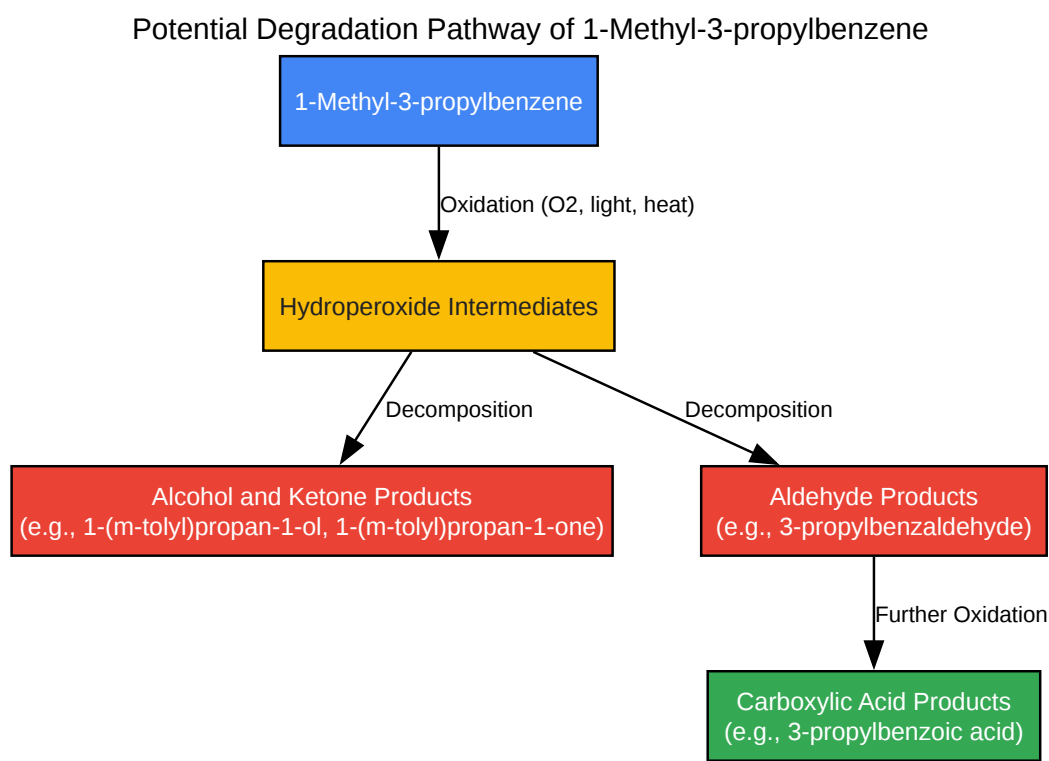 Potential Degradation Pathway of 1-Methyl-3-propylbenzene
1-Methyl-3-propylbenzene
Oxidation (O2, light, heat)
Hydroperoxide Intermediates
Decomposition
Decomposition
Alcohol and Ketone Products
(e.g., 1-(m-tolyl)propan-1-ol, 1-(m-tolyl)propan-1-one)
Aldehyde Products
(e.g., 3-propylbenzaldehyde)
Further Oxidation
Carboxylic Acid Products
(e.g., 3-propylbenzoic acid)